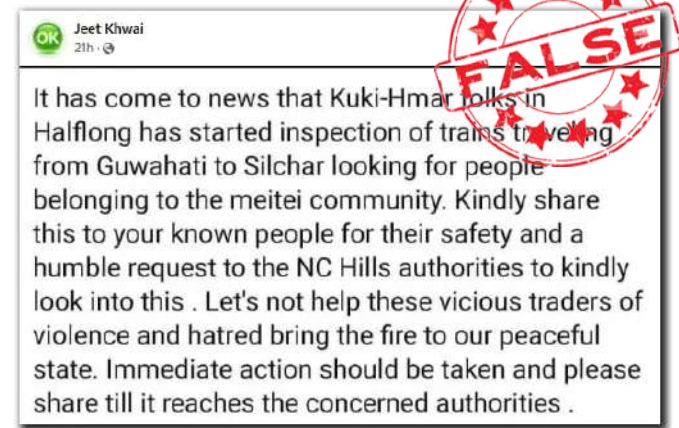 OK
Jeet Khwai
21h ·
FALSE
It has come to news that Kuki-Hmar folks in
Halflong has started inspection of trains traveling
from Guwahati to Silchar looking for people
belonging to the meitei community. Kindly share
this to your known people for their safety and a
humble request to the NC Hills authorities to kindly
look into this . Let's not help these vicious traders of
violence and hatred bring the fire to our peaceful
state. Immediate action should be taken and please
share till it reaches the concerned authorities .